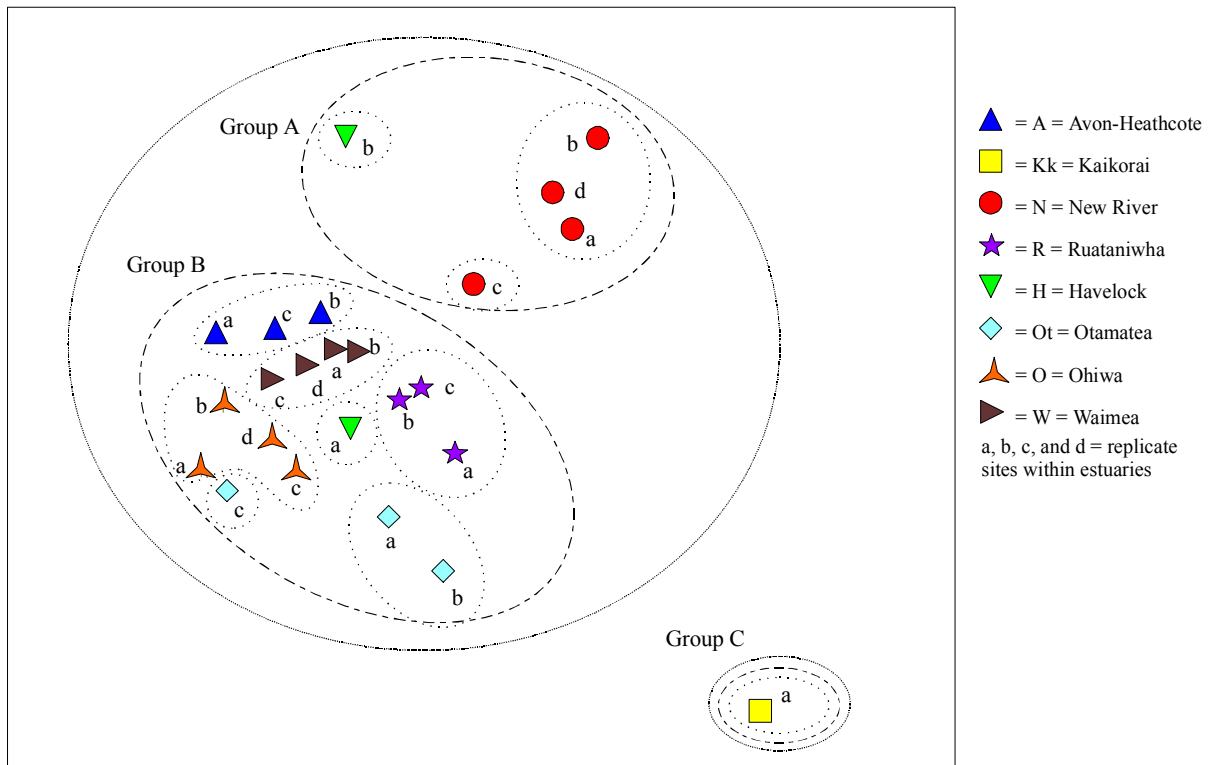 Group A
b
b
d
a
c
Group B
a
c
b
b
a
d
c
b
c
b
d
a
a
a
c
c
a
b
Group C
a
= A = Avon-Heathcote
= Kk = Kaikorai
= N = New River
= R = Ruataniwha
= H = Havelock
= Ot = Otamatea
= O = Ohiwa
= W = Waimea
a, b, c, and d = replicate
sites within estuaries